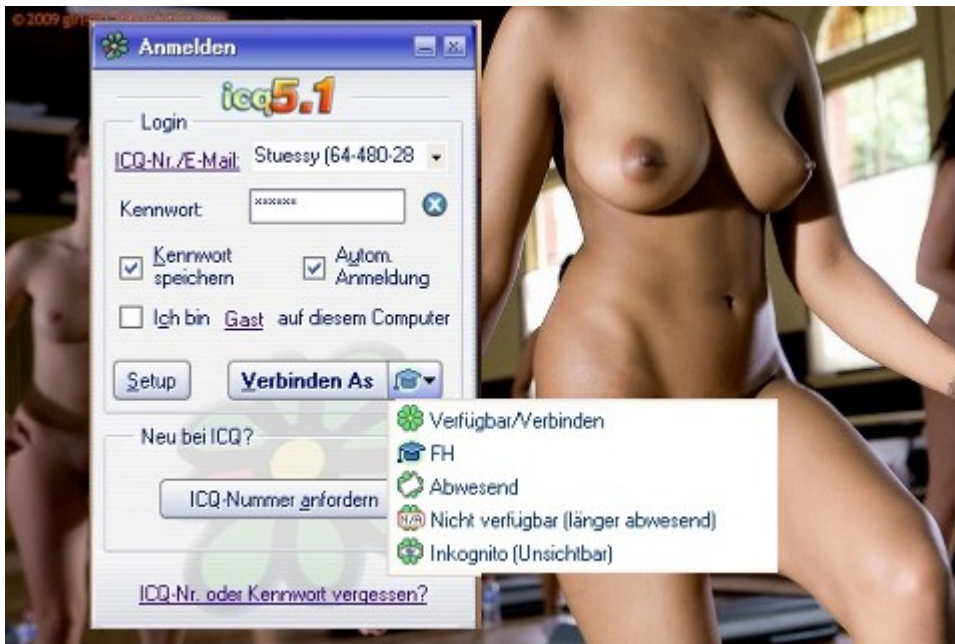 © 2009
Anmelden
icq5.1
Login
ICQ-Nr./E-Mail: Stuessy (64-480-28
Kennwort: xxxxxx
Kennwort speichern
Autom. Anmeldung
Ich bin Gast auf diesem Computer
Setup
Verbinden As
Verfügbar/Verbinden
FH
Abwesend
N/A Nicht verfügbar (länger abwesend)
Inkognito (Unsichtbar)
Neu bei ICQ?
ICQ-Nummer anfordern
ICQ-Nr. oder Kennwort vergessen?